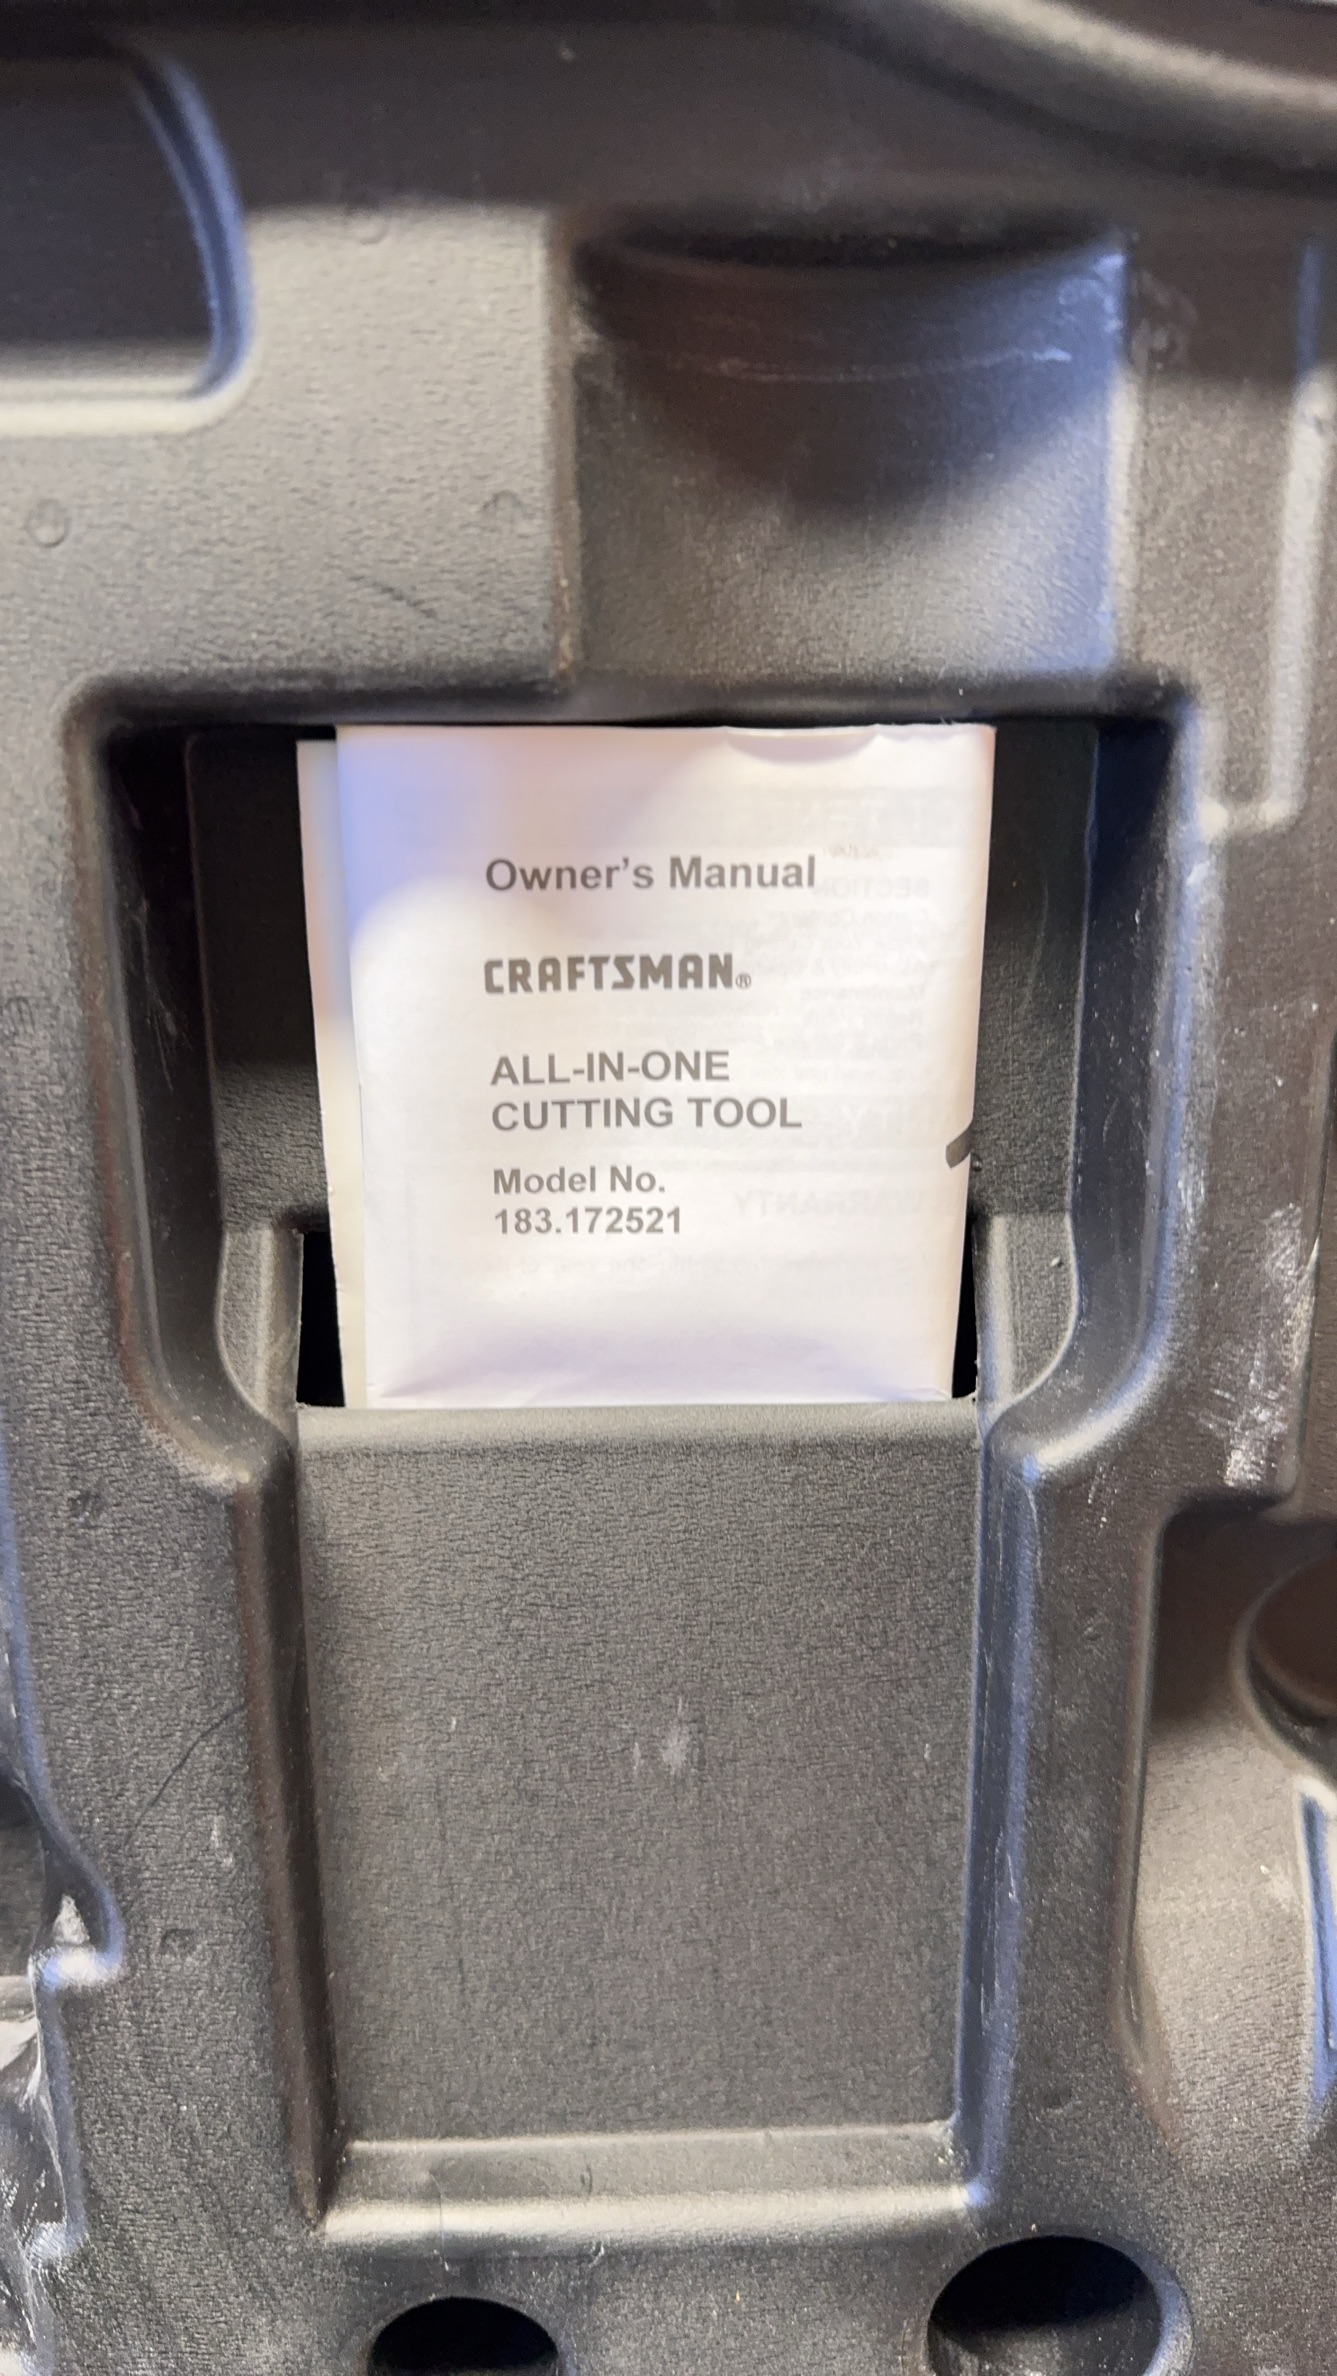 Owner's Manual
CRAFTSMAN®
ALL-IN-ONE
CUTTING TOOL
Model No.
183.172521